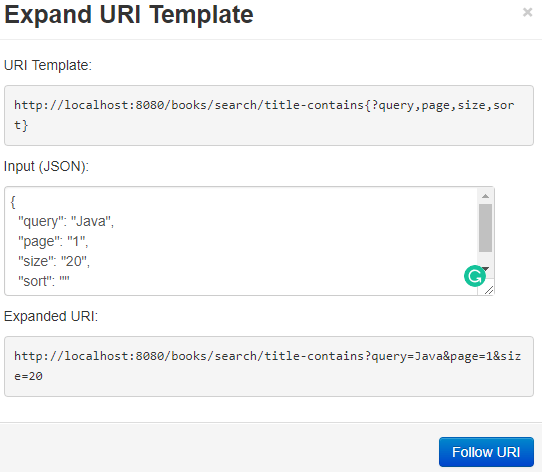 Expand URI Template
×
URI Template:
http://localhost:8080/books/search/title-contains{?query,page,size,sor
t}
Input (JSON):
{
"query": "Java",
"page": "1",
"size": "20",
"sort": ""
Expanded URI:
http://localhost:8080/books/search/title-contains?query=Java&page=1&siz
e=20
Follow URI